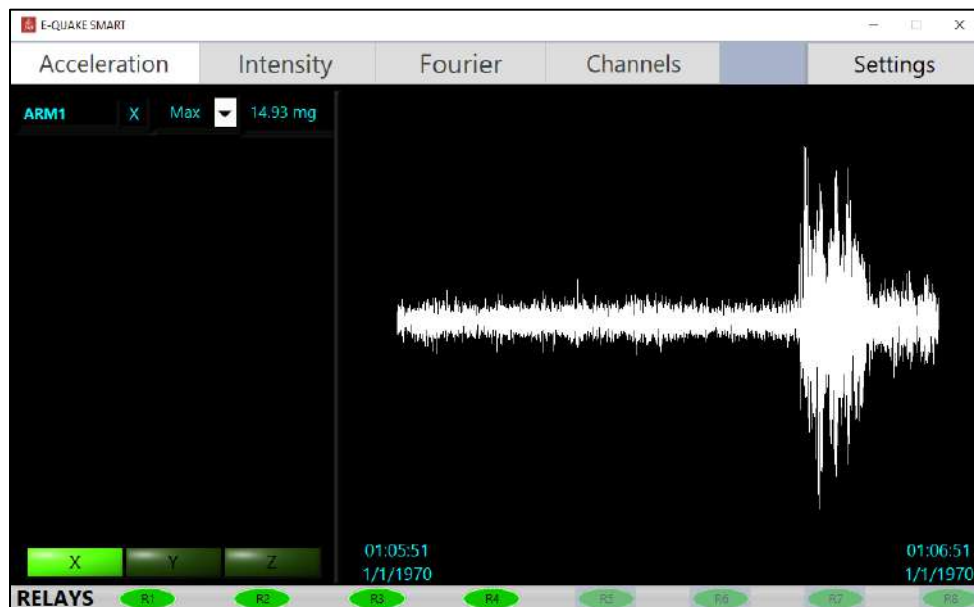 E-QUAKE SMART
Acceleration Intensity Fourier Channels Settings
ARM1 X Max 14.93 mg
X Y Z
01:05:51 01:06:51
1/1/1970 1/1/1970
RELAYS R1 R2 R3 R4 R5 R6 R7 R8